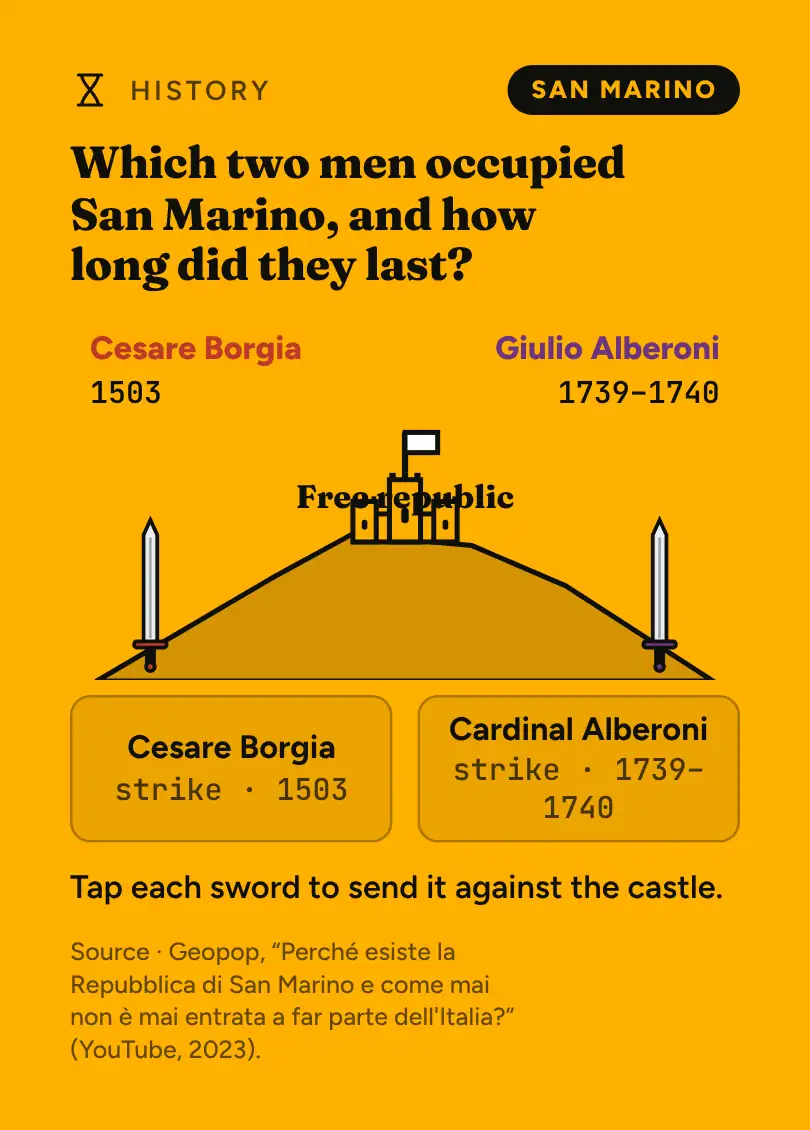 HISTORY
SAN MARINO
Which two men occupied
San Marino, and how
long did they last?
Cesare Borgia
1503
Giulio Alberoni
1739–1740
Free republic
Cesare Borgia
strike · 1503
Cardinal Alberoni
strike · 1739–
1740
Tap each sword to send it against the castle.
Source · Geopop, “Perché esiste la
Repubblica di San Marino e come mai
non è mai entrata a far parte dell'Italia?”
(YouTube, 2023).